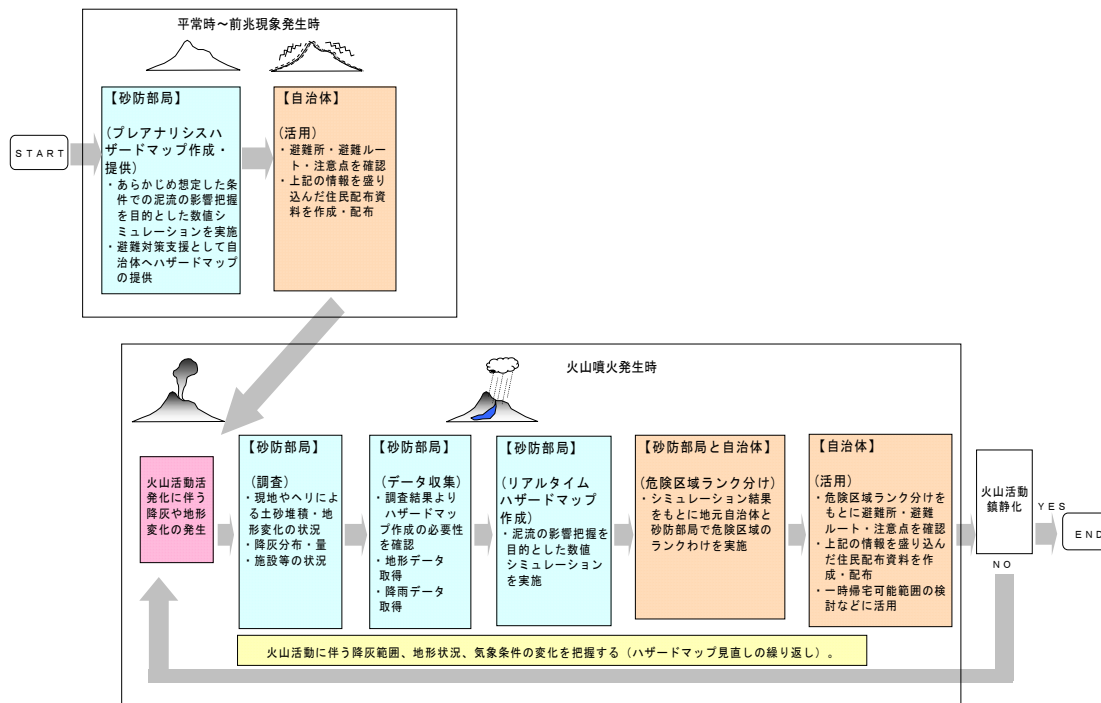 平常時～前兆現象発生時
START
【砂防部局】
(プレアナリシスハ
ザードマップ作成・
提供)
・あらかじめ想定した条
件での泥流の影響把握
を目的とした数値シ
ミュレーションを実施
・避難対策支援として自
治体へハザードマップ
の提供
【自治体】
(活用)
・避難所・避難ルー
ト・注意点を確認
・上記の情報を盛り
込んだ住民配布資
料を作成・配布
火山噴火発生時
火山活動活
発化に伴う
降灰や地形
変化の発生
【砂防部局】
(調査)
・現地やヘリによ
る土砂堆積・地
形変化の状況
・降灰分布・量
・施設等の状況
【砂防部局】
(データ収集)
・調査結果より
ハザードマッ
プ作成の必要性
を確認
・地形データ
取得
・降雨データ
取得
【砂防部局】
(リアルタイム
ハザードマップ
作成)
・泥流の影響把握を
目的とした数値
シミュレーション
を実施
【砂防部局と自治体】
(危険区域ランク分け)
・シミュレーション結果
をもとに地元自治体と
砂防部局で危険区域の
ランクわけを実施
【自治体】
(活用)
・危険区域ランク分けを
もとに避難所・避難
ルート・注意点を確認
・上記の情報を盛り込ん
だ住民配布資料を作
成・配布
・一時帰宅可能範囲の検
討などに活用
火山活動
鎮静化
YES
END
NO
火山活動に伴う降灰範囲、地形状況、気象条件の変化を把握する（ハザードマップ見直しの繰り返し）。